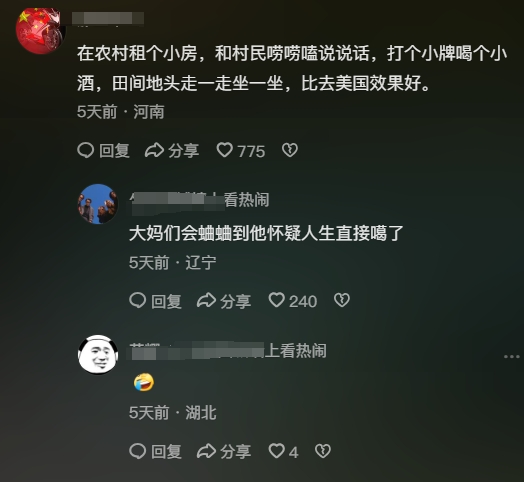 在农村租个小房，和村民唠唠嗑说说话，打个小牌喝个小
酒，田间地头走一走坐一坐，比去美国效果好。
5天前·河南
回复 分享 775
上看热闹
大妈们会蛐蛐到他怀疑人生直接噶了
5天前·辽宁
回复 分享 240
上看热闹
🤣
5天前·湖北
回复 分享 4